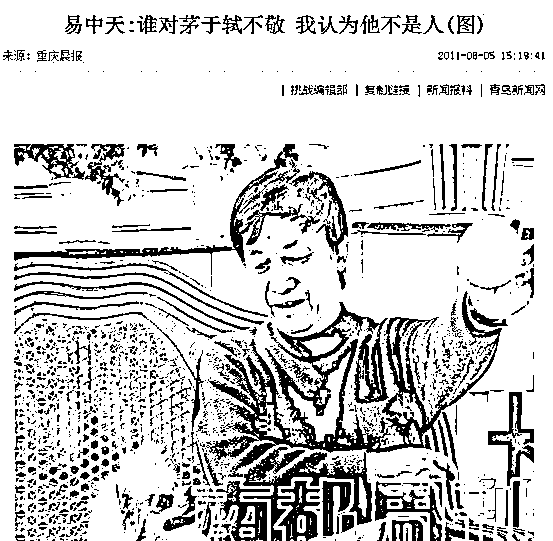 易中天:谁对茅于轼不敬 我认为他不是人(图)
来源: 重庆晨报 2011-08-05 15:19:41
| 挑战编辑部 | 复制链接 | 新闻报料 | 青岛新闻网